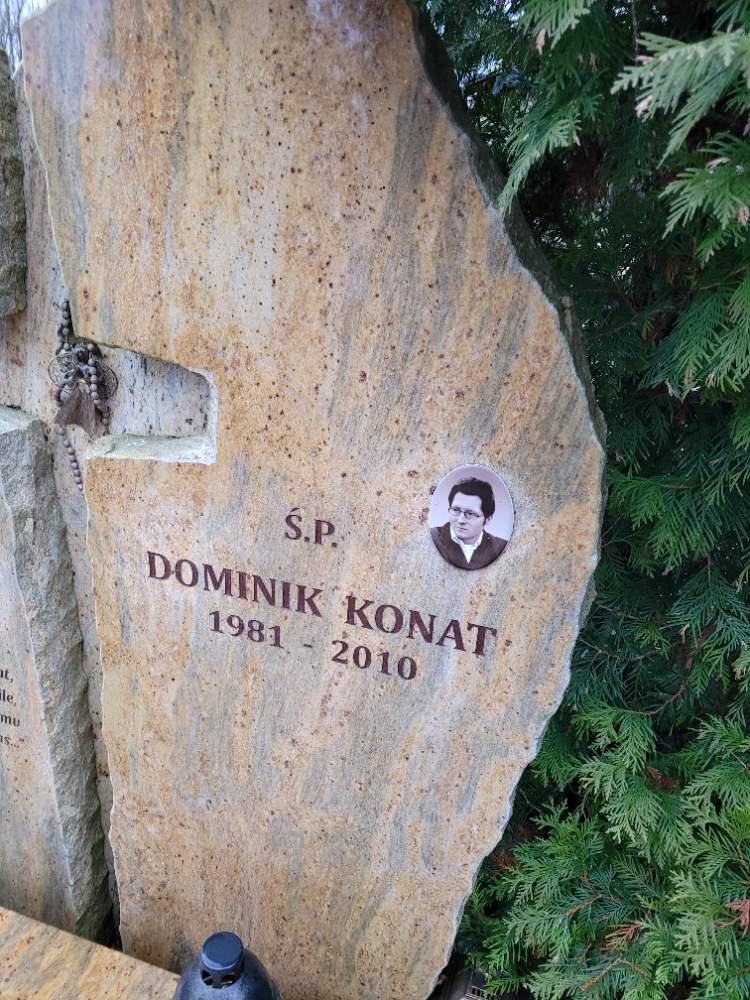 Ś.P.
DOMINIK KONAT
1981 - 2010